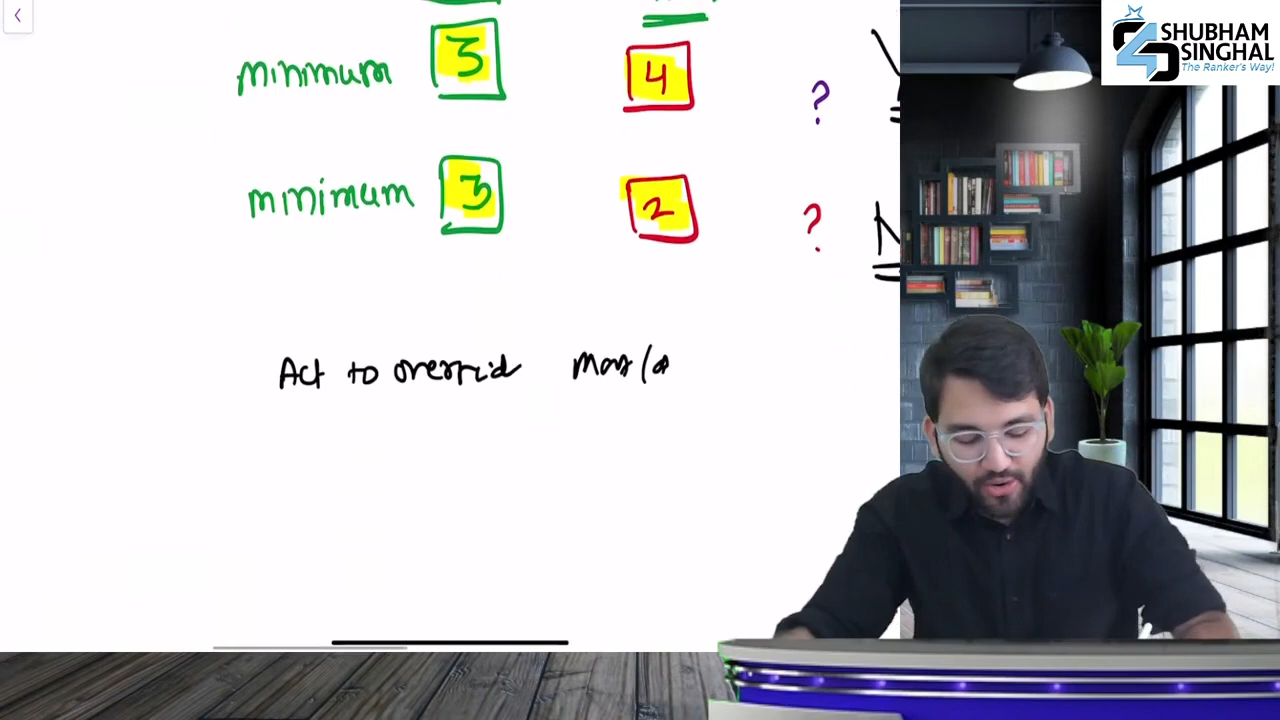 SHUBHAM
SINGHAL
The Ranker's Way!
minimum 3 4 ?
minimum 3 2 ?
Act to override